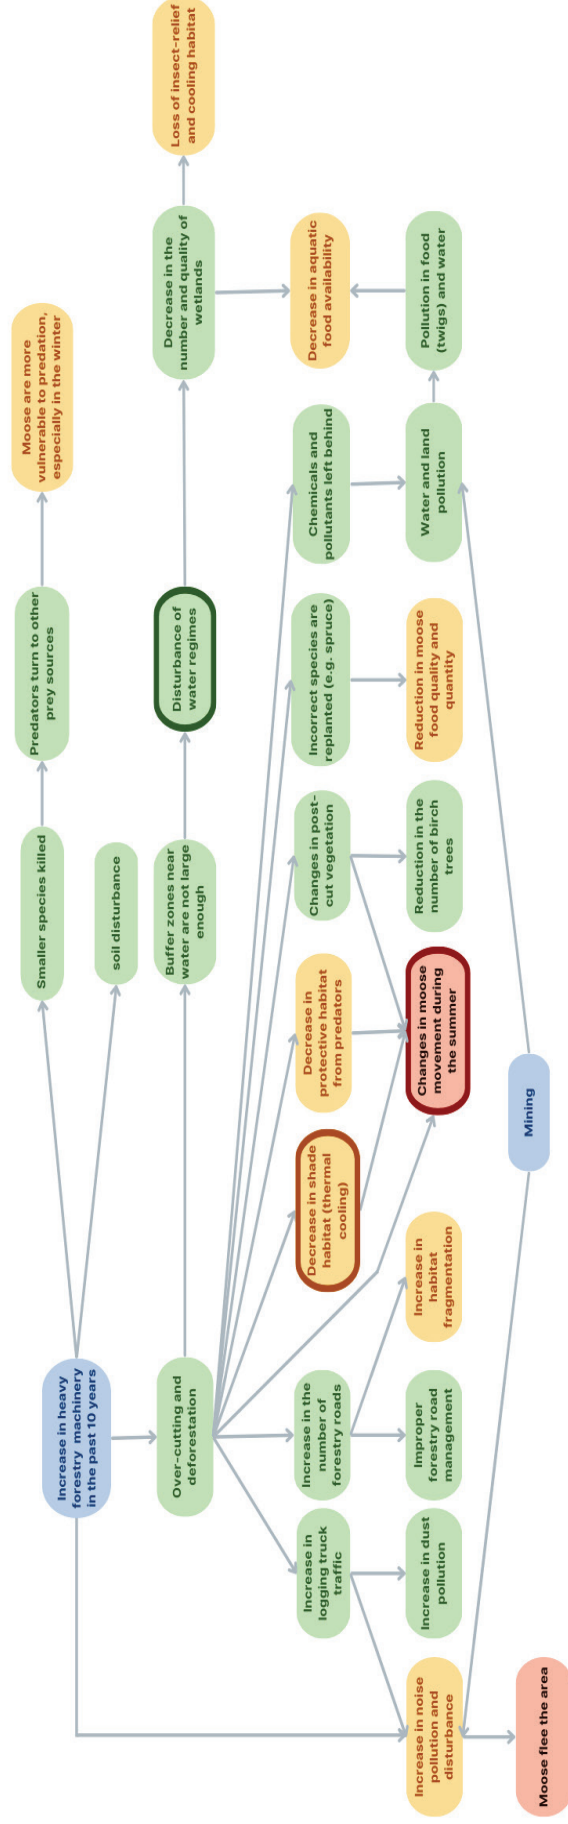 Moose are more
vulnerable to predation,
especially in the winter
Predators turn to other
prey sources
Smaller species killed
soil disturbance
Increase in heavy
forestry machinery
in the past 10 years
Loss of insect-relief
and cooling habitat
Decrease in the
number and quality of
wetlands
Disturbance of
water regimes
Buffer zones near
water are not large
enough
Over-cutting and
deforestation
Increase in
logging truck
traffic
Increase in the
number of
forestry roads
Decrease in shade
habitat (thermal
cooling)
Decrease in
protective habitat
from predators
Changes in post-
cut vegetation
Incorrect species are
replanted (e.g. spruce)
Chemicals and
pollutants left behind
Decrease in aquatic
food availability
Increase in noise
pollution and
disturbance
Increase in dust
pollution
Improper
forestry road
management
Increase in
habitat
fragmentation
Changes in moose
movement during
the summer
Reduction in the
number of birch
trees
Reduction in moose
food quality and
quantity
Water and land
pollution
Pollution in food
(twigs) and water
Mining
Moose flee the area